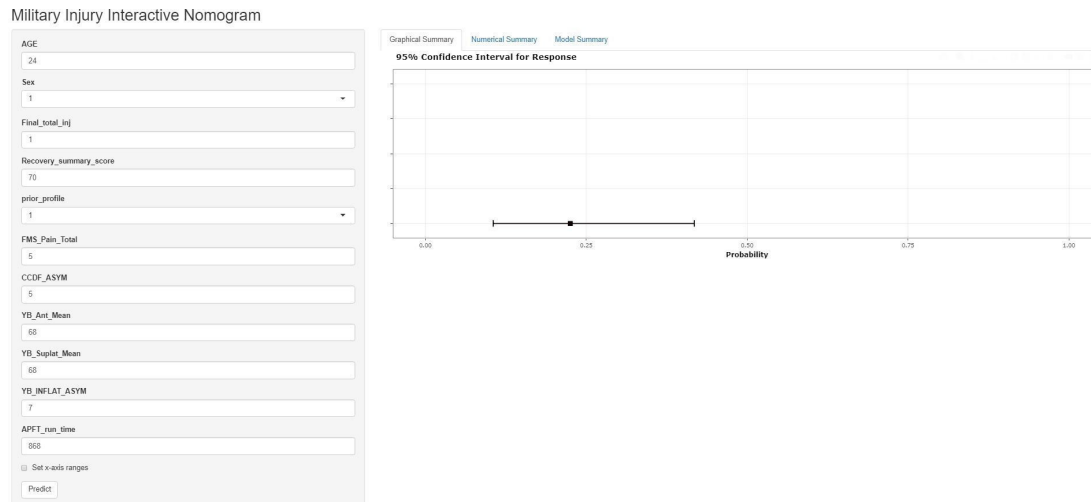 Military Injury Interactive Nomogram
AGE
24
Sex
1
Final_total_inj
1
Recovery_summary_score
70
prior_profile
1
FMS_Pain_Total
5
CCDF_ASYM
5
YB_Ant_Mean
68
YB_Suplat_Mean
68
YB_INFLAT_ASYM
7
APFT_run_time
868
Set x-axis ranges
Predict
Graphical Summary Numerical Summary Model Summary
95% Confidence Interval for Response
0.00 0.25 0.50 0.75 1.00
Probability